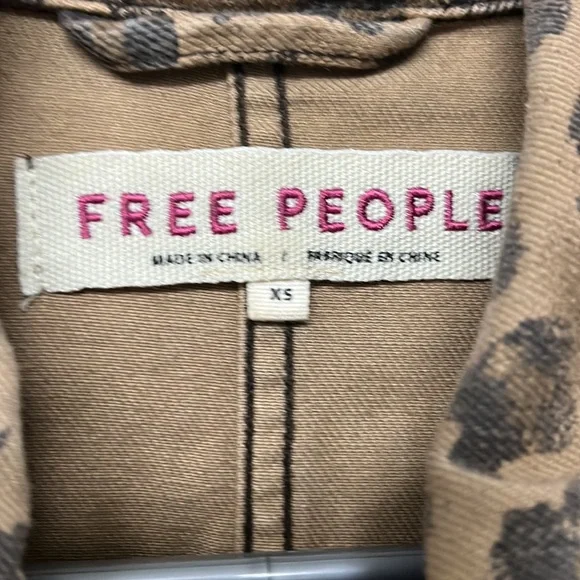 FREE PEOPLE
MADE IN CHINA / FABRIQUÉ EN CHINE
XS